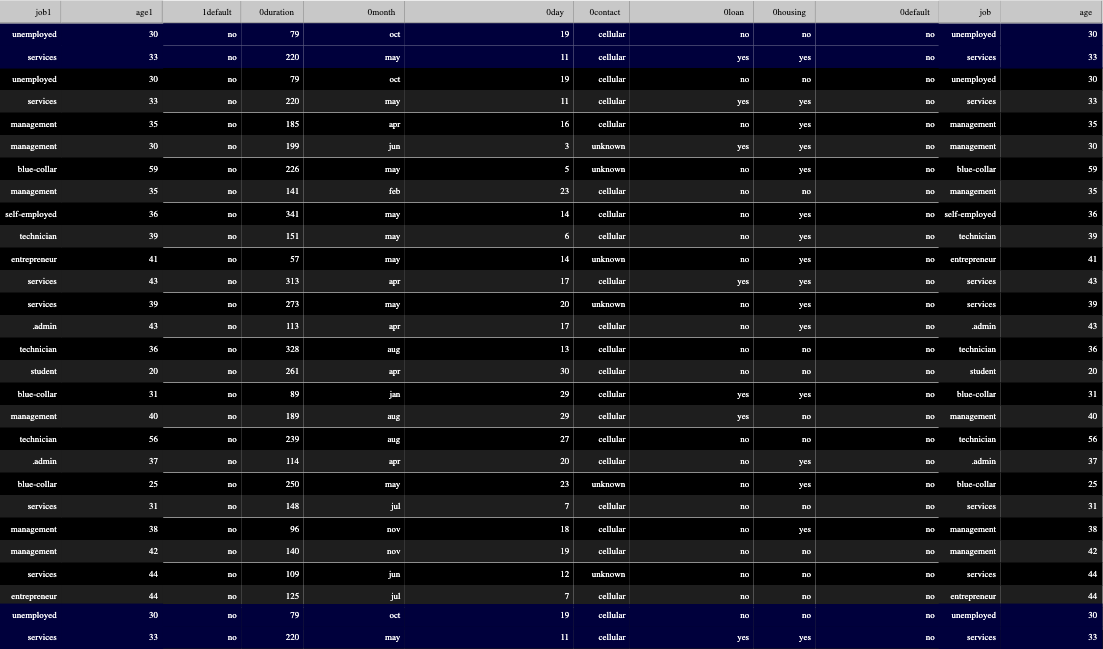 job1 age1 1default 0duration 0month 0day 0contact 0loan 0housing 0default job age
unemployed 30 no 79 oct 19 cellular no no no unemployed 30
services 33 no 220 may 11 cellular yes yes no services 33
unemployed 30 no 79 oct 19 cellular no no no unemployed 30
services 33 no 220 may 11 cellular yes yes no services 33
management 35 no 185 apr 16 cellular no yes no management 35
management 30 no 199 jun 3 unknown yes yes no management 30
blue-collar 59 no 226 may 5 unknown no yes no blue-collar 59
management 35 no 141 feb 23 cellular no no no management 35
self-employed 36 no 341 may 14 cellular no yes no self-employed 36
technician 39 no 151 may 6 cellular no yes no technician 39
entrepreneur 41 no 57 may 14 unknown no yes no entrepreneur 41
services 43 no 313 apr 17 cellular yes yes no services 43
services 39 no 273 may 20 unknown no yes no services 39
.admin 43 no 113 apr 17 cellular no yes no .admin 43
technician 36 no 328 aug 13 cellular no no no technician 36
student 20 no 261 apr 30 cellular no no no student 20
blue-collar 31 no 89 jan 29 cellular yes yes no blue-collar 31
management 40 no 189 aug 29 cellular yes no no management 40
technician 56 no 239 aug 27 cellular no no no technician 56
.admin 37 no 114 apr 20 cellular no yes no .admin 37
blue-collar 25 no 250 may 23 unknown no yes no blue-collar 25
services 31 no 148 jul 7 cellular no no no services 31
management 38 no 96 nov 18 cellular no yes no management 38
management 42 no 140 nov 19 cellular no no no management 42
services 44 no 109 jun 12 unknown no no no services 44
entrepreneur 44 no 125 jul 7 cellular no no no entrepreneur 44
unemployed 30 no 79 oct 19 cellular no no no unemployed 30
services 33 no 220 may 11 cellular yes yes no services 33